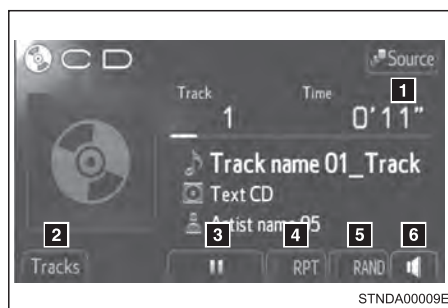 CD
Source
1
Track Time
1 0'11"
Track name 01_Track
Text CD
Artist name 05
2 3 4 5 6
Tracks RPT RAND
STNDA00009E